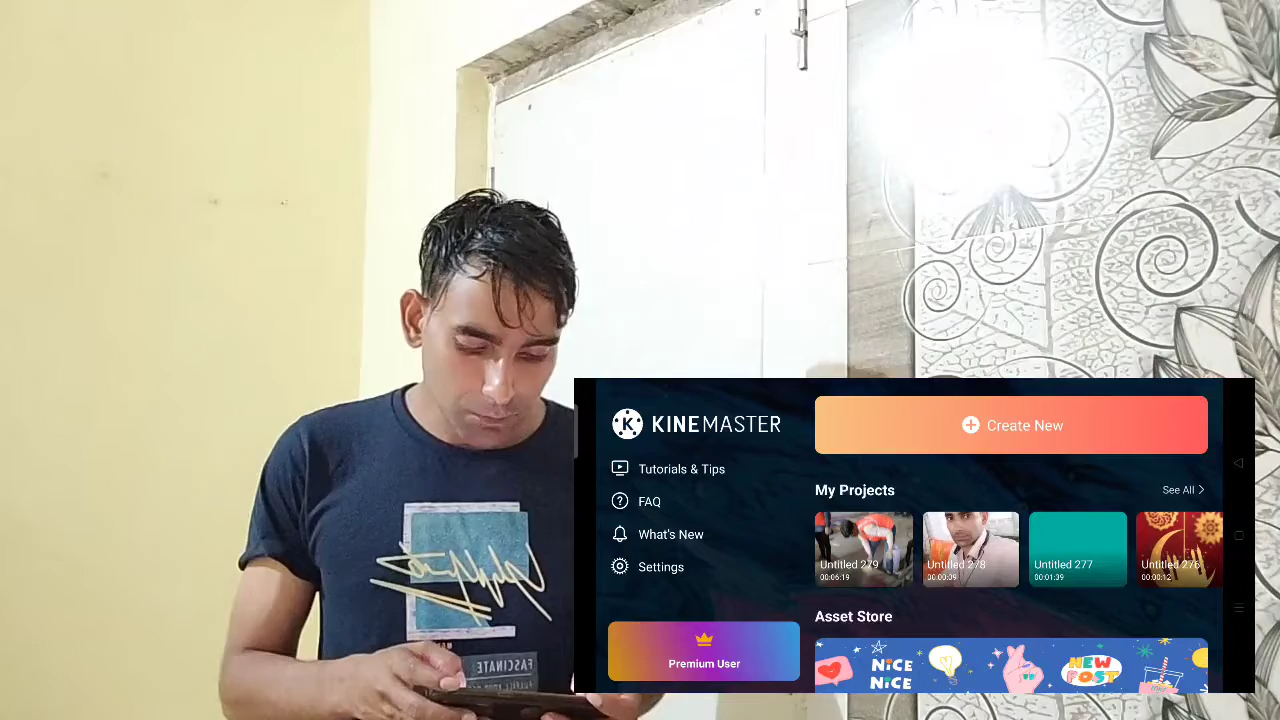 KINEMASTER
Tutorials & Tips
FAQ
What's New
Settings
Premium User
Create New
My Projects
See All
Untitled 279
00:06:19
Untitled 278
00:00:09
Untitled 277
00:01:39
Untitled 276
00:00:12
Asset Store
NICE
NICE
NEW
POST
FASCINATE